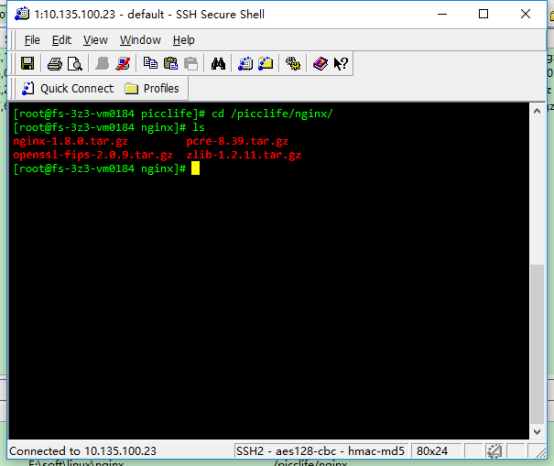 1:10.135.100.23 - default - SSH Secure Shell
File Edit View Window Help
Quick Connect Profiles
[root@fs-3z3-vm0184 picclife]# cd /picclife/nginx/
[root@fs-3z3-vm0184 nginx]# ls
nginx-1.8.0.tar.gz pcre-8.39.tar.gz
openssl-fips-2.0.9.tar.gz zlib-1.2.11.tar.gz
[root@fs-3z3-vm0184 nginx]#
Connected to 10.135.100.23 SSH2 - aes128-cbc - hmac-md5 80x24
E:\soft\linux\nginx /picclife/nginx